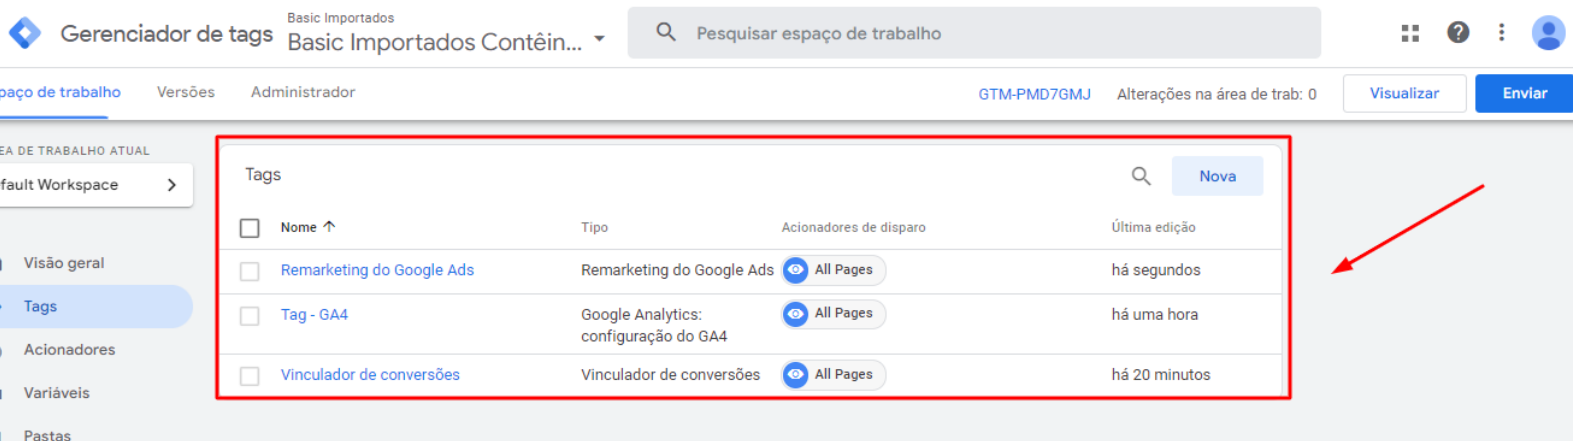 Basic Importados
Gerenciador de tags Basic Importados Contêin...
Pesquisar espaço de trabalho
paço de trabalho Versões Administrador GTM-PMD7GMJ Alterações na área de trab: 0 Visualizar Enviar
EA DE TRABALHO ATUAL
fault Workspace
Tags Nova
Nome Tipo Acionadores de disparo Última edição
Visão geral
Remarketing do Google Ads Remarketing do Google Ads All Pages há segundos
Tags
Tag - GA4 Google Analytics: All Pages há uma hora
configuração do GA4
Acionadores
Vinculador de conversões Vinculador de conversões All Pages há 20 minutos
Variáveis
Pastas